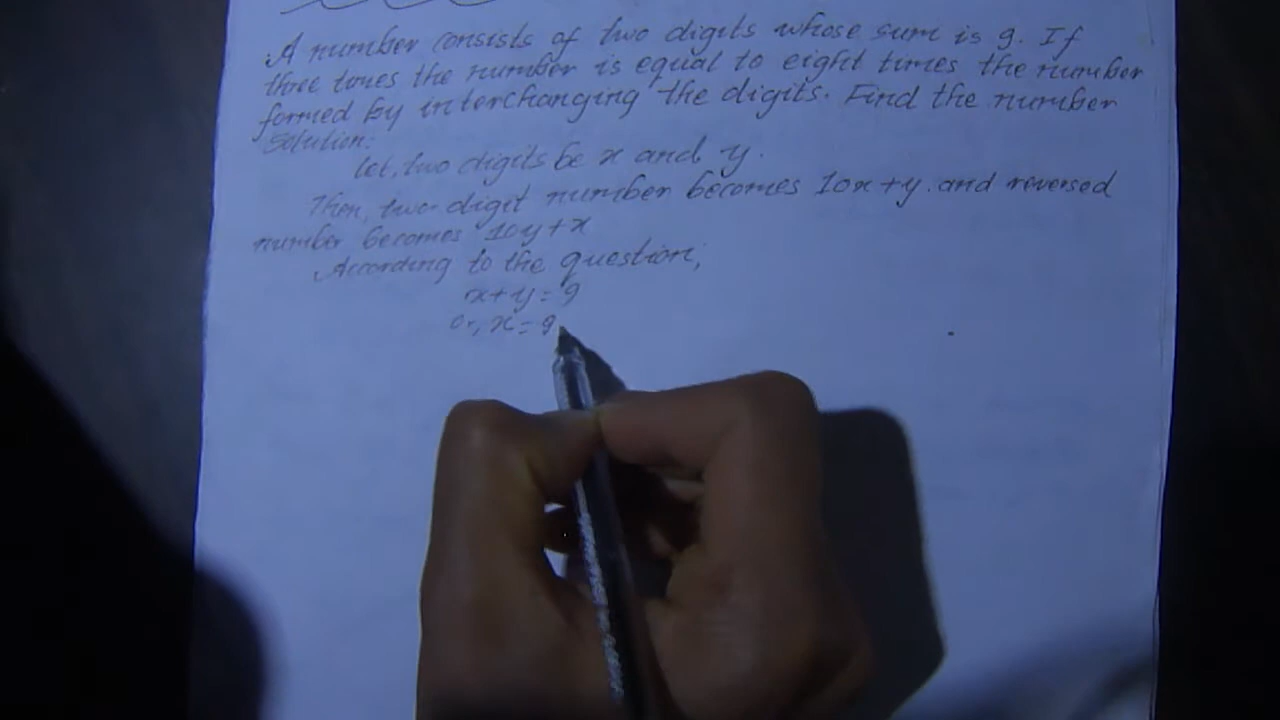 A number consists of two digits whose sum is 9. If
three times the number is equal to eight times the number
formed by interchanging the digits. Find the number
Solution:
Let, two digits be x and y.
Then, two digit number becomes 10x+y. and reversed
number becomes 10y+x
According to the question,
x+y=9
Or, x=9